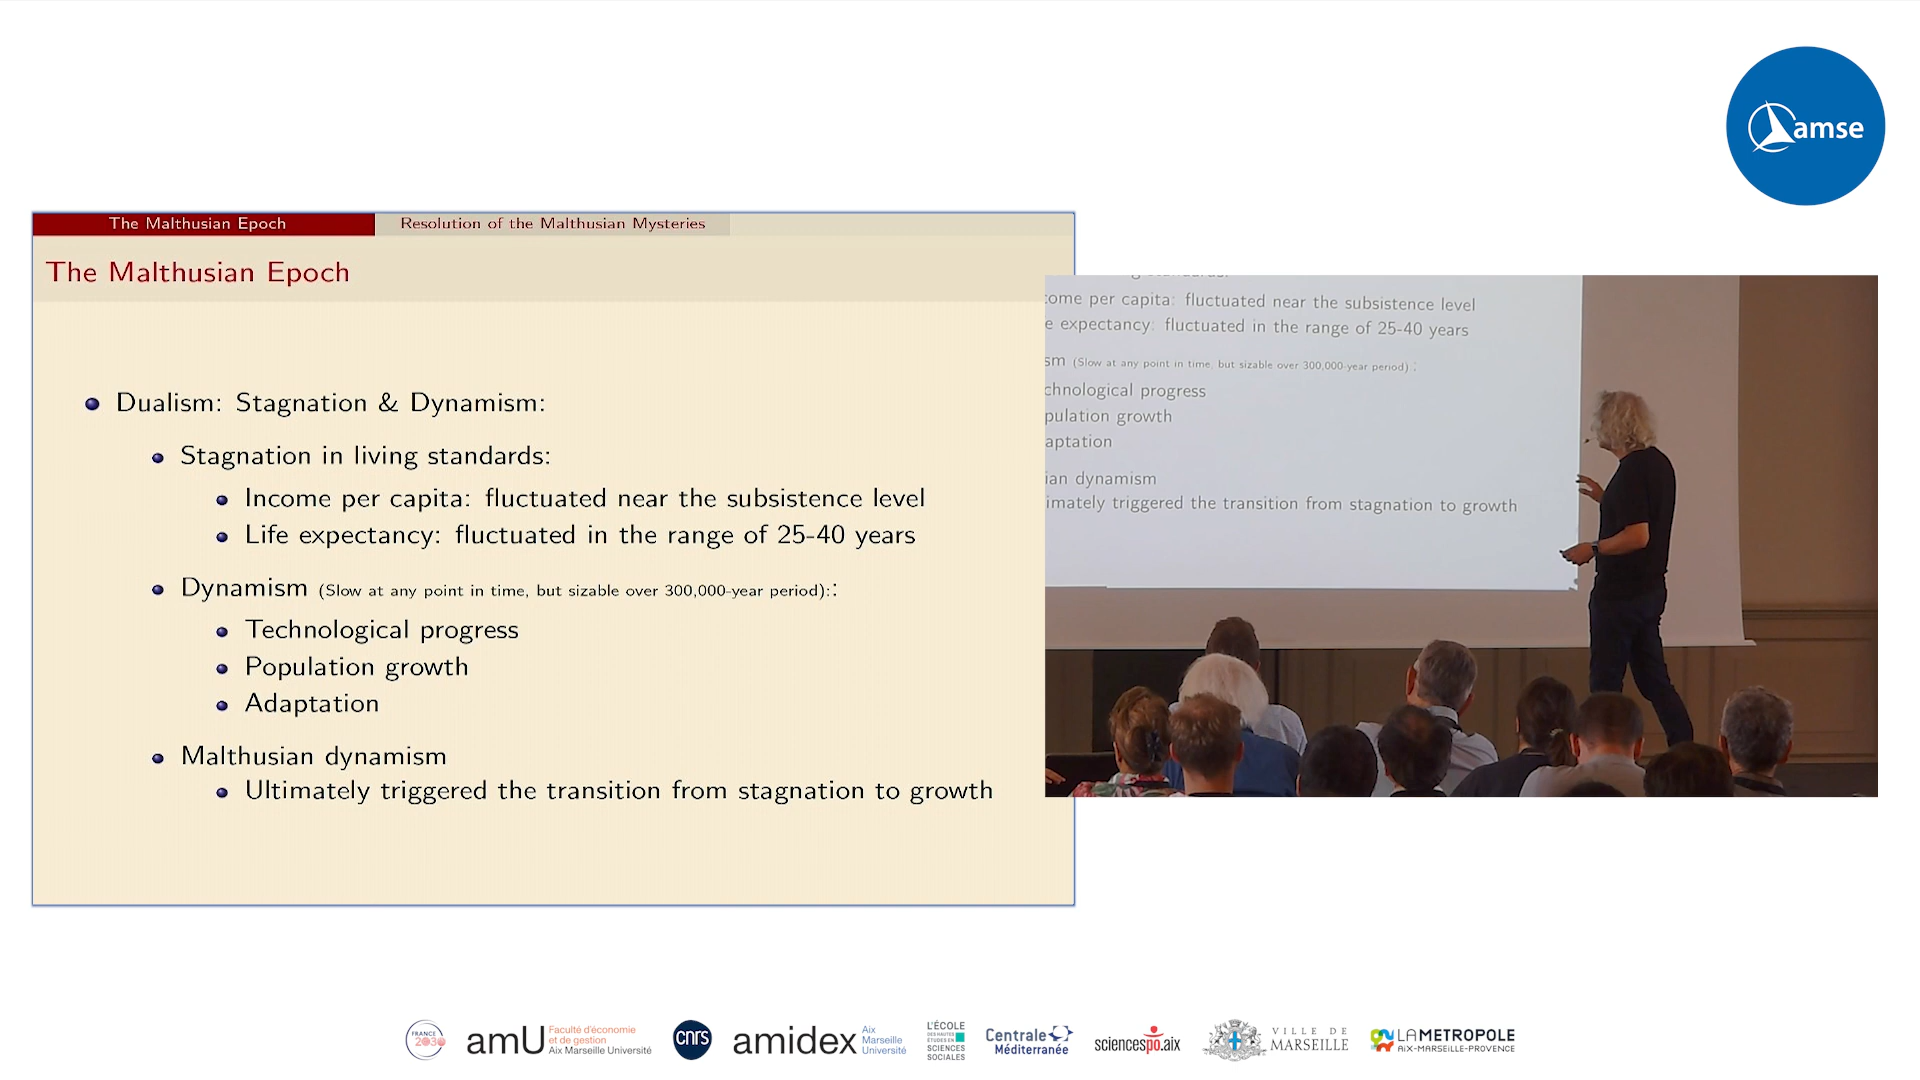 amse
The Malthusian Epoch
Resolution of the Malthusian Mysteries
The Malthusian Epoch
Dualism: Stagnation & Dynamism:
Stagnation in living standards:
Income per capita: fluctuated near the subsistence level
Life expectancy: fluctuated in the range of 25-40 years
Dynamism (Slow at any point in time, but sizable over 300,000-year period)::
Technological progress
Population growth
Adaptation
Malthusian dynamism
Ultimately triggered the transition from stagnation to growth
ome per capita: fluctuated near the subsistence level
e expectancy: fluctuated in the range of 25-40 years
sm (Slow at any point in time, but sizable over 300,000-year period) :
chnological progress
pulation growth
aptation
ian dynamism
imately triggered the transition from stagnation to growth
FRANCE
2030
amU
Faculté d'économie
et de gestion
Aix Marseille Université
cnrs
amidex
Aix
Marseille
Université
L'ÉCOLE
DES HAUTES
ÉTUDES EN
SCIENCES
SOCIALES
Centrale
Méditerranée
sciencespo.aix
VILLE DE
MARSEILLE
LAMETROPOLE
AIX-MARSEILLE-PROVENCE